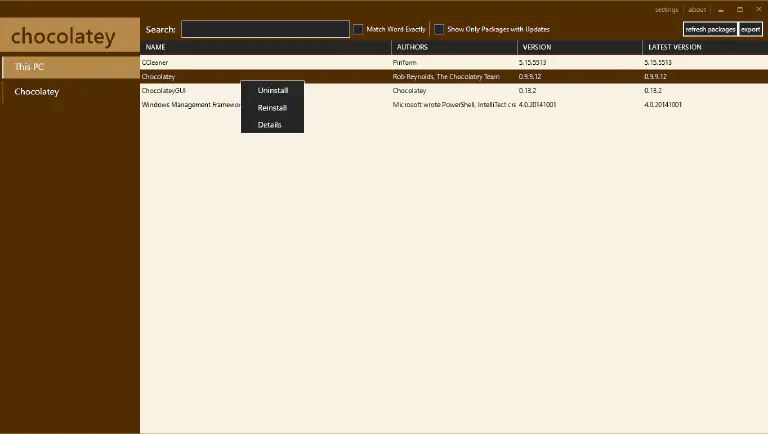 settings about
chocolatey
Search: Match Word Exactly Show Only Packages with Updates refresh packages export
NAME AUTHORS VERSION LATEST VERSION
This PC
CCleaner Piriform 5.15.5513 5.15.5513
Chocolatey Rob Reynolds, The Chocolatey Team 0.9.9.12 0.9.9.12
Chocolatey
ChocolateyGUI Chocolatey 0.13.2 0.13.2
Windows Management Framework Microsoft wrote PowerShell, IntelliTect cre 4.0.20141001 4.0.20141001
Uninstall
Reinstall
Details